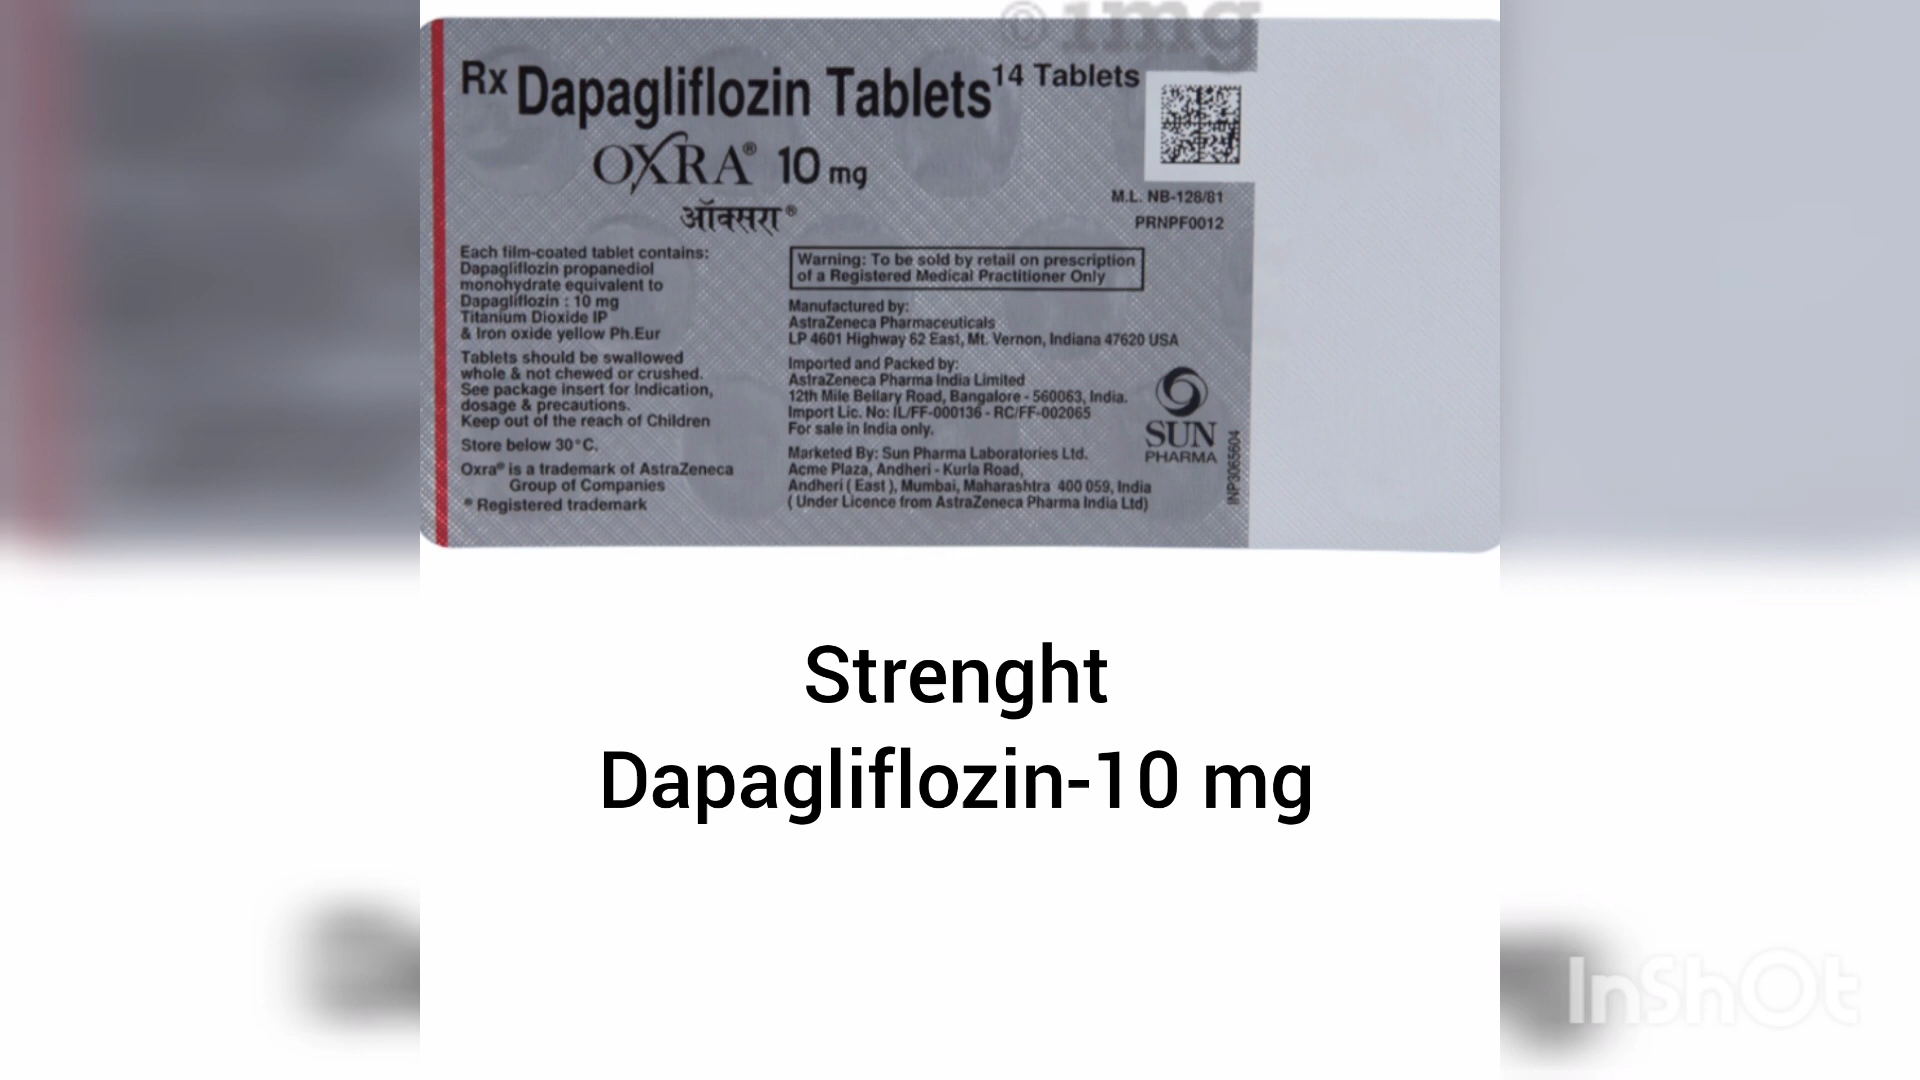 ©1mg
Rx Dapagliflozin Tablets 14 Tablets
OXRA® 10 mg
ऑक्सरा®
M.L. NB-128/81
PRNPF0012
Each film-coated tablet contains:
Dapagliflozin propanediol
monohydrate equivalent to
Dapagliflozin : 10 mg
Titanium Dioxide IP
& Iron oxide yellow Ph.Eur
Tablets should be swallowed
whole & not chewed or crushed.
See package insert for Indication,
dosage & precautions.
Keep out of the reach of Children
Store below 30°C.
Oxra® is a trademark of AstraZeneca
Group of Companies
® Registered trademark
Warning: To be sold by retail on prescription
of a Registered Medical Practitioner Only
Manufactured by:
AstraZeneca Pharmaceuticals
LP 4601 Highway 62 East, Mt. Vernon, Indiana 47620 USA
Imported and Packed by:
AstraZeneca Pharma India Limited
12th Mile Bellary Road, Bangalore - 560063, India.
Import Lic. No: IL/FF-000136 - RC/FF-002065
For sale in India only.
Marketed By: Sun Pharma Laboratories Ltd.
Acme Plaza, Andheri - Kurla Road,
Andheri ( East ), Mumbai, Maharashtra 400 059, India
( Under Licence from AstraZeneca Pharma India Ltd)
SUN
PHARMA
INP3065604
Strenght
Dapagliflozin-10 mg
InShOt